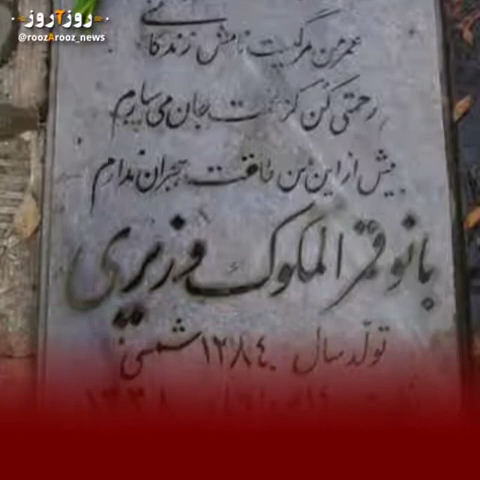 روزآروز
@roozArooz_news
عمر من مرگیست نامش زندگانی
رحمتی کن کز غمت جان می‌سپارم
بیش از این من طاقت هجران ندارم
بانو قمرالملوک وزیری
تولد سال ۱۲۸۴ شمسی